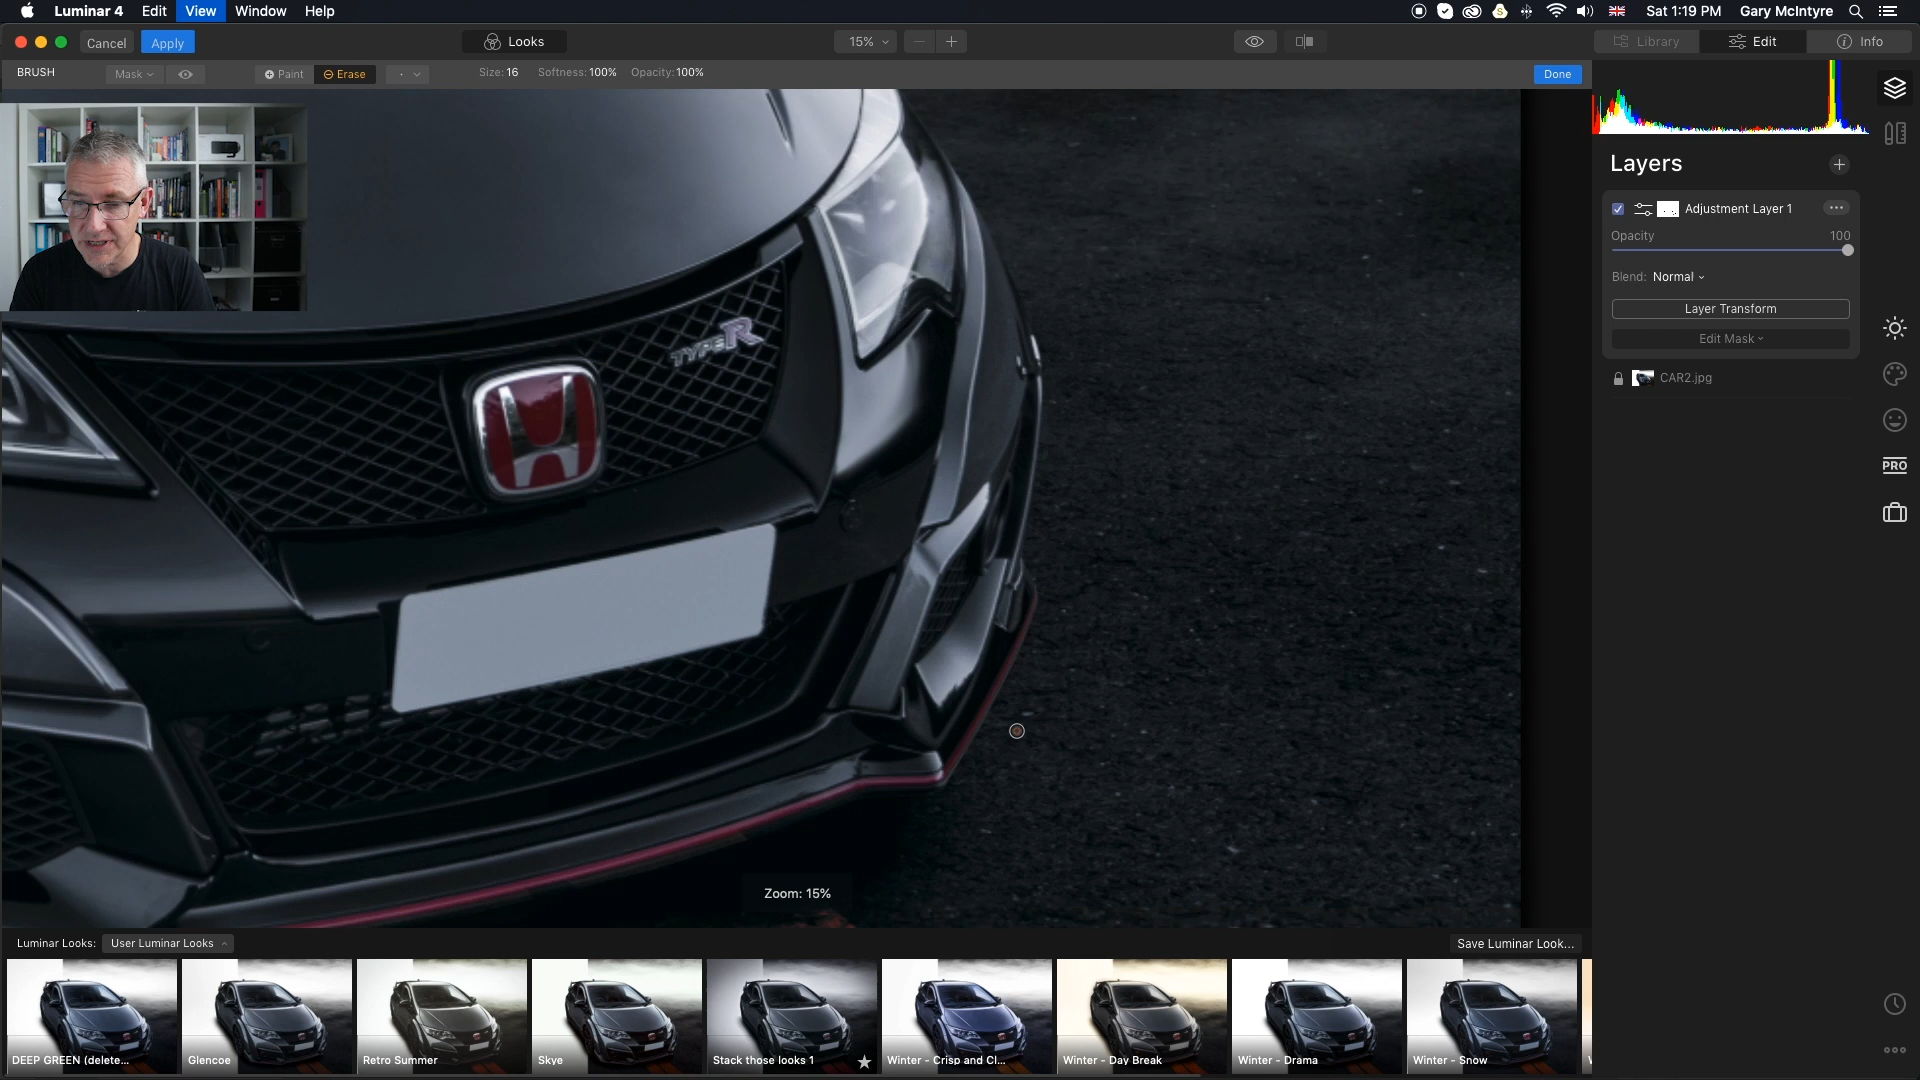 Luminar 4 Edit View Window Help Sat 1:19 PM Gary McIntyre
Cancel Apply Looks 15% Library Edit Info
BRUSH Mask Paint Erase Size: 16 Softness: 100% Opacity: 100% Done
Layers
Adjustment Layer 1
Opacity 100
Blend: Normal
Layer Transform
Edit Mask
CAR2.jpg
PRO
TYPE R
Zoom: 15%
Luminar Looks: User Luminar Looks Save Luminar Look...
DEEP GREEN (delete... Glencoe Retro Summer Skye Stack those looks 1 Winter - Crisp and Cl... Winter - Day Break Winter - Drama Winter - Snow